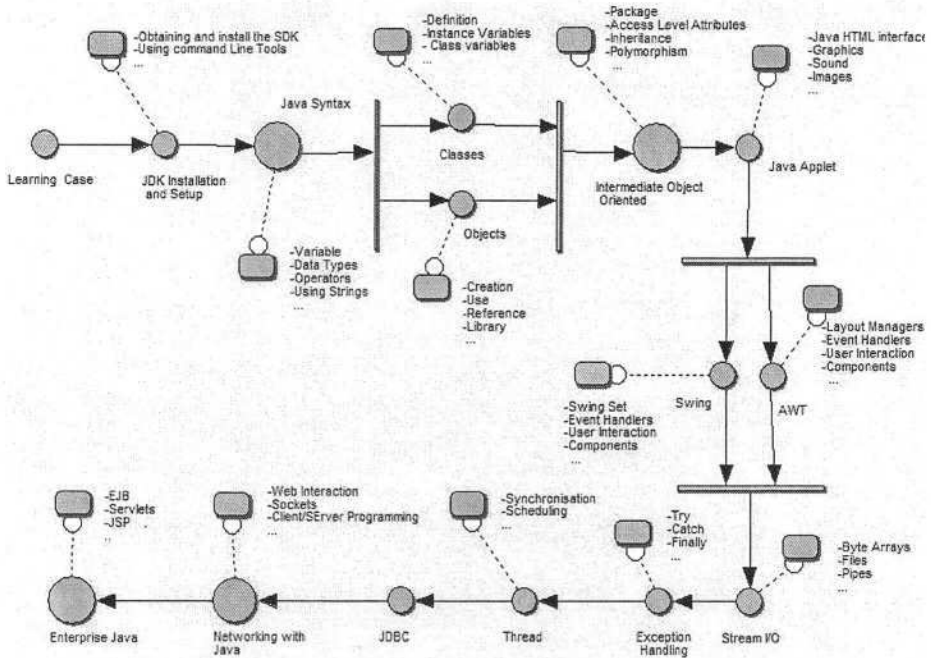 -Obtaining and install the SDK
-Using command Line Tools
...
-Definition
-Instance Variables
- Class variables
...
-Package
-Access Level Attributes
-Inheritance
-Polymorphism
...
-Java HTML interface
-Graphics
-Sound
-Images
...
Java Syntax
Learning Case
JDK Installation
and Setup
Classes
Intermediate Object
Oriented
Java Applet
Objects
-Variable
-Data Types
-Operators
-Using Strings
...
-Creation
-Use
-Reference
-Library
...
-Layout Managers
-Event Handlers
-User Interaction
-Components
...
Swing
AWT
-Swing Set
-Event Handlers
-User Interaction
-Components
...
-EJB
-Servlets
-JSP
..
-Web Interaction
-Sockets
-Client/SErver Programming
...
-Synchronisation
-Scheduling
...
-Try
-Catch
-Finally
...
-Byte Arrays
-Files
-Pipes
...
Enterprise Java
Networking with
Java
JDBC
Thread
Exception
Handling
Stream I/O